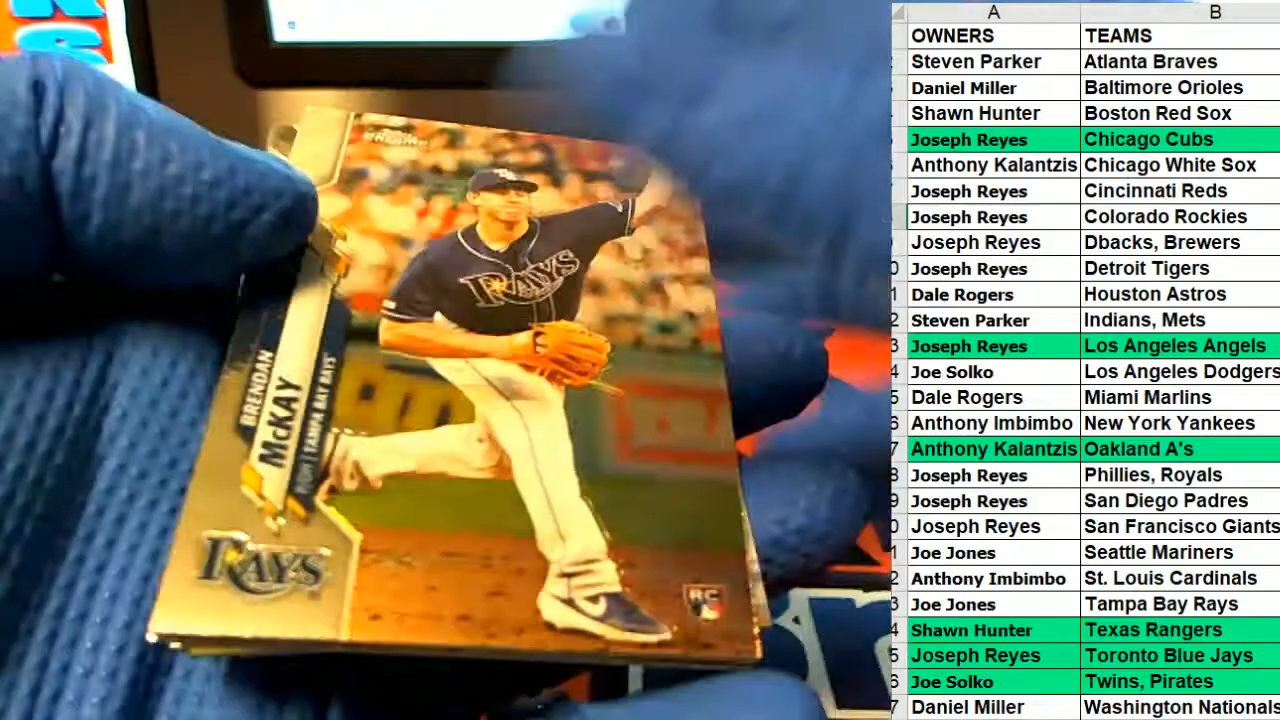 BRENDAN
McKAY
TAMPA BAY RAYS
RAYS
RAYS
RC
A B
OWNERS TEAMS
Steven Parker Atlanta Braves
Daniel Miller Baltimore Orioles
Shawn Hunter Boston Red Sox
Joseph Reyes Chicago Cubs
Anthony Kalantzis Chicago White Sox
Joseph Reyes Cincinnati Reds
Joseph Reyes Colorado Rockies
Joseph Reyes Dbacks, Brewers
Joseph Reyes Detroit Tigers
Dale Rogers Houston Astros
Steven Parker Indians, Mets
Joseph Reyes Los Angeles Angels
Joe Solko Los Angeles Dodgers
Dale Rogers Miami Marlins
Anthony Imbimbo New York Yankees
Anthony Kalantzis Oakland A's
Joseph Reyes Phillies, Royals
Joseph Reyes San Diego Padres
Joseph Reyes San Francisco Giants
Joe Jones Seattle Mariners
Anthony Imbimbo St. Louis Cardinals
Joe Jones Tampa Bay Rays
Shawn Hunter Texas Rangers
Joseph Reyes Toronto Blue Jays
Joe Solko Twins, Pirates
Daniel Miller Washington Nationals